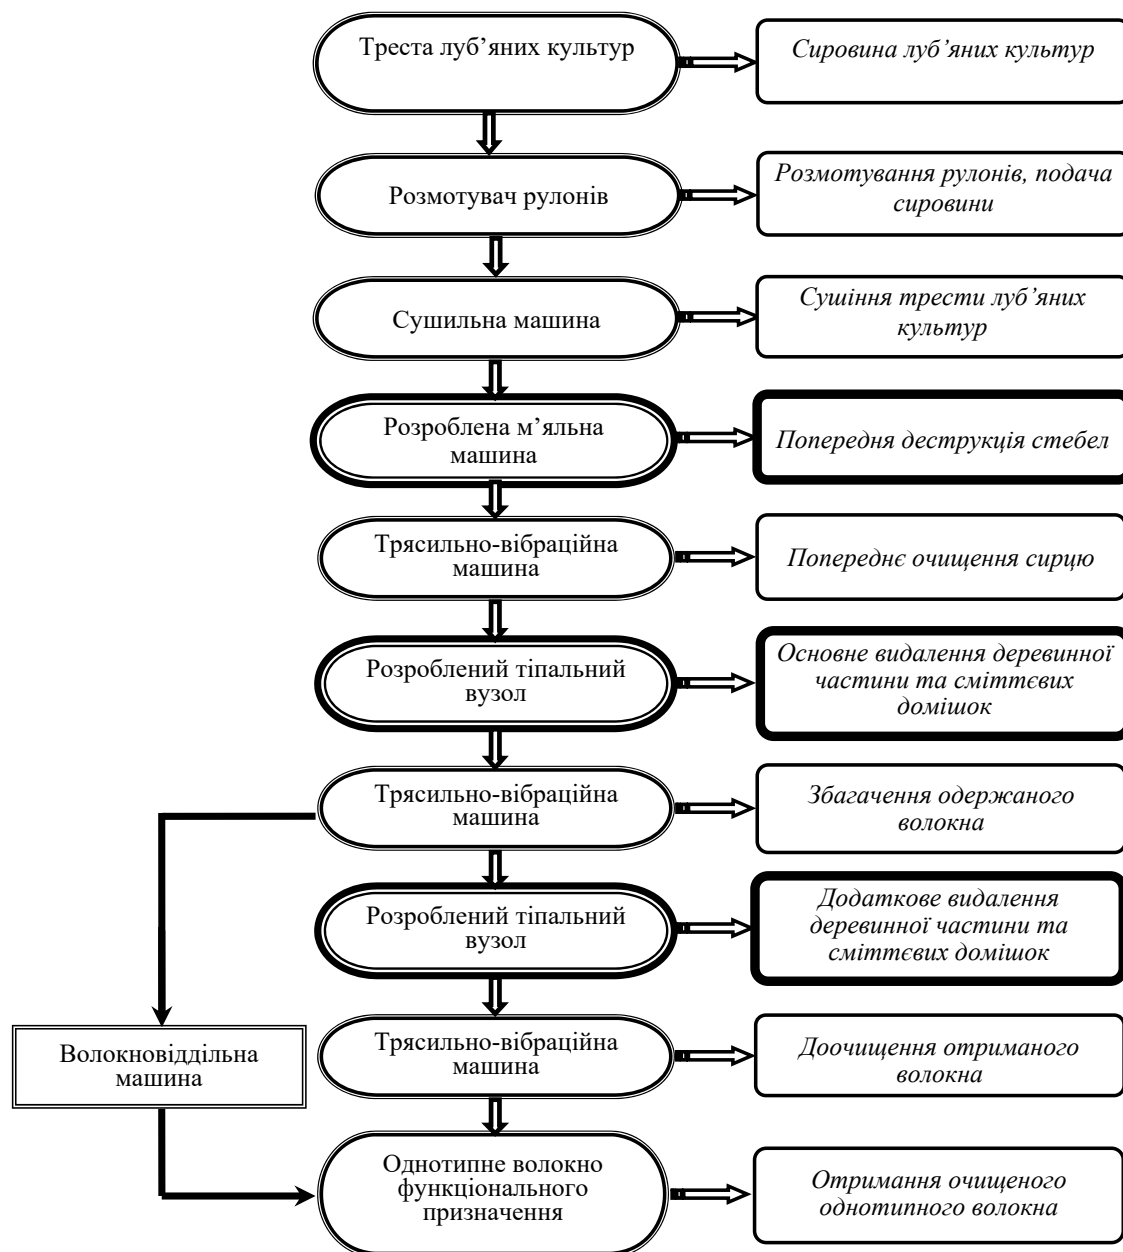 Треста луб’яних культур
Сировина луб’яних культур
Розмотувач рулонів
Розмотування рулонів, подача
сировини
Сушильна машина
Сушіння трести луб’яних
культур
Розроблена м’яльна
машина
Попередня деструкція стебел
Трясильно-вібраційна
машина
Попереднє очищення сирцю
Розроблений тіпальний
вузол
Основне видалення деревинної
частини та сміттєвих
домішок
Трясильно-вібраційна
машина
Збагачення одержаного
волокна
Розроблений тіпальний
вузол
Додаткове видалення
деревинної частини та
сміттєвих домішок
Волокновіддільна
машина
Трясильно-вібраційна
машина
Доочищення отриманого
волокна
Однотипне волокно
функціонального
призначення
Отримання очищеного
однотипного волокна